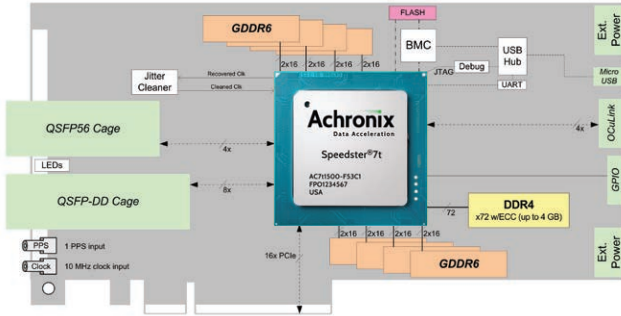 GDDR6
2x16 2x16 2x16 2x16
FLASH
BMC
USB
Hub
Ext.
Power
Jitter
Cleaner
Recovered Clk
Cleaned Clk
JTAG
Debug
UART
Micro
USB
Achronix
Data Acceleration
Speedster®7t
AC7t1500-F53C1
FPO1234567
USA
QSFP56 Cage
4x
4x
OCuLink
LEDs
QSFP-DD Cage
8x
GPIO
72
DDR4
x72 w/ECC (up to 4 GB)
PPS
1 PPS input
Clock
10 MHz clock input
16x PCIe
2x16 2x16 2x16 2x16
GDDR6
Ext.
Power